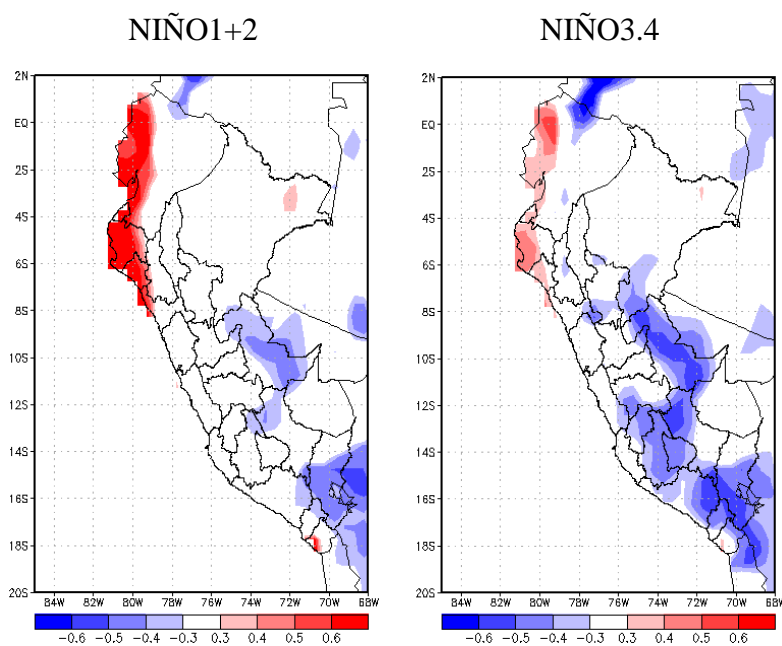 NIÑO1+2
NIÑO3.4
2N
EQ
2S
4S
6S
8S
10S
12S
14S
16S
18S
20S
84W 82W 80W 78W 76W 74W 72W 70W 68W
-0.6 -0.5 -0.4 -0.3 0.3 0.4 0.5 0.6
2N
EQ
2S
4S
6S
8S
10S
12S
14S
16S
18S
20S
84W 82W 80W 78W 76W 74W 72W 70W 68W
-0.6 -0.5 -0.4 -0.3 0.3 0.4 0.5 0.6